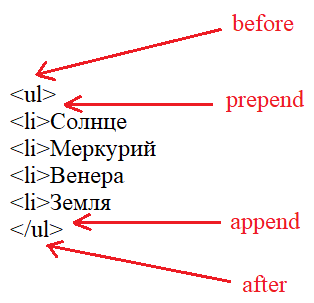 before
<ul>
prepend
<li>Солнце
<li>Меркурий
<li>Венера
<li>Земля
append
</ul>
after